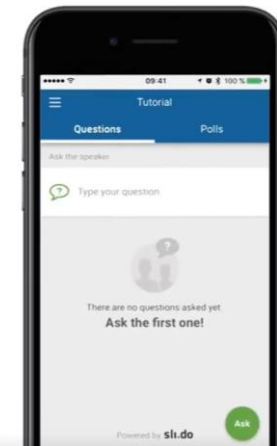 09:41
100 %
Tutorial
Questions
Polls
Ask the speaker
Type your question
There are no questions asked yet
Ask the first one!
Ask
Powered by sli.do